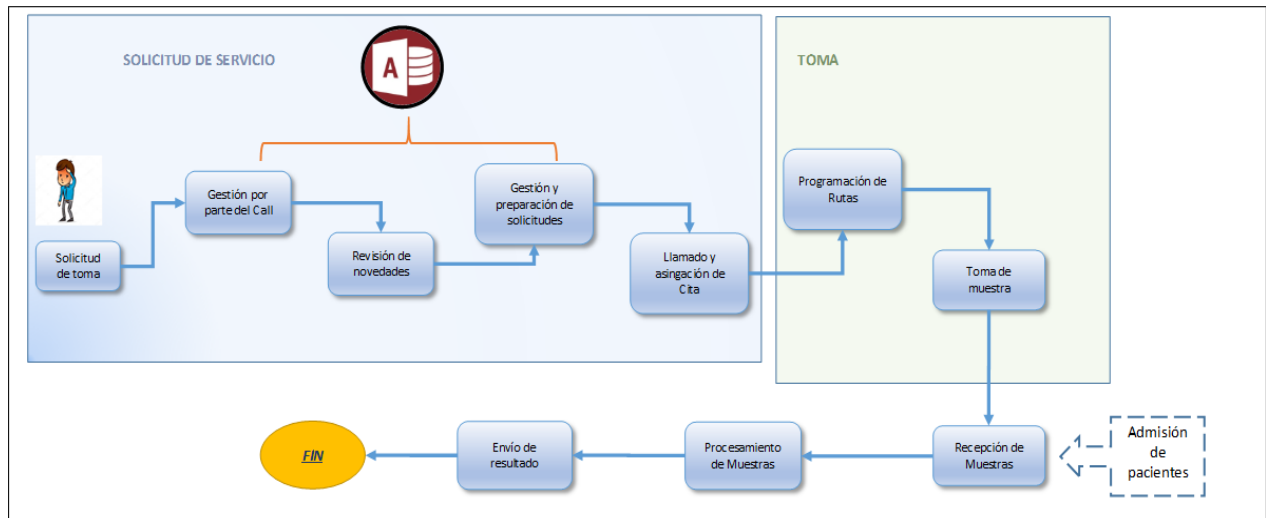 SOLICITUD DE SERVICIO
A
TOMA
Solicitud
de toma
Gestión por
parte del Call
Revisión de
novedades
Gestión y
preparación de
solicitudes
Llamado y
asingación de
Cita
Programación de
Rutas
Toma de
muestra
Recepción de
Muestras
Admisión
de
pacientes
Procesamiento
de Muestras
Envío de
resultado
FIN